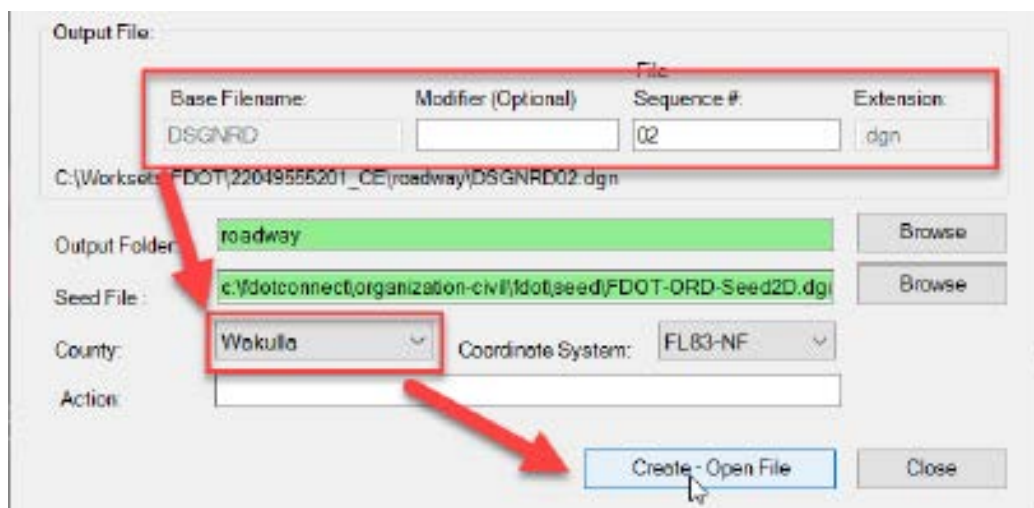 Output File:
File
Base Filename: Modifier (Optional) Sequence #: Extension:
DSGNRD 02 .dgn
C:\Worksets\FDOT\22049555201_CE\roadway\DSGNRD02.dgn
Output Folder: roadway Browse
Seed File : c:\fdotconnect\organization-civil\fdot\seed\FDOT-ORD-Seed2D.dgn Browse
County: Wakulla Coordinate System: FL83-NF
Action:
Create - Open File Close